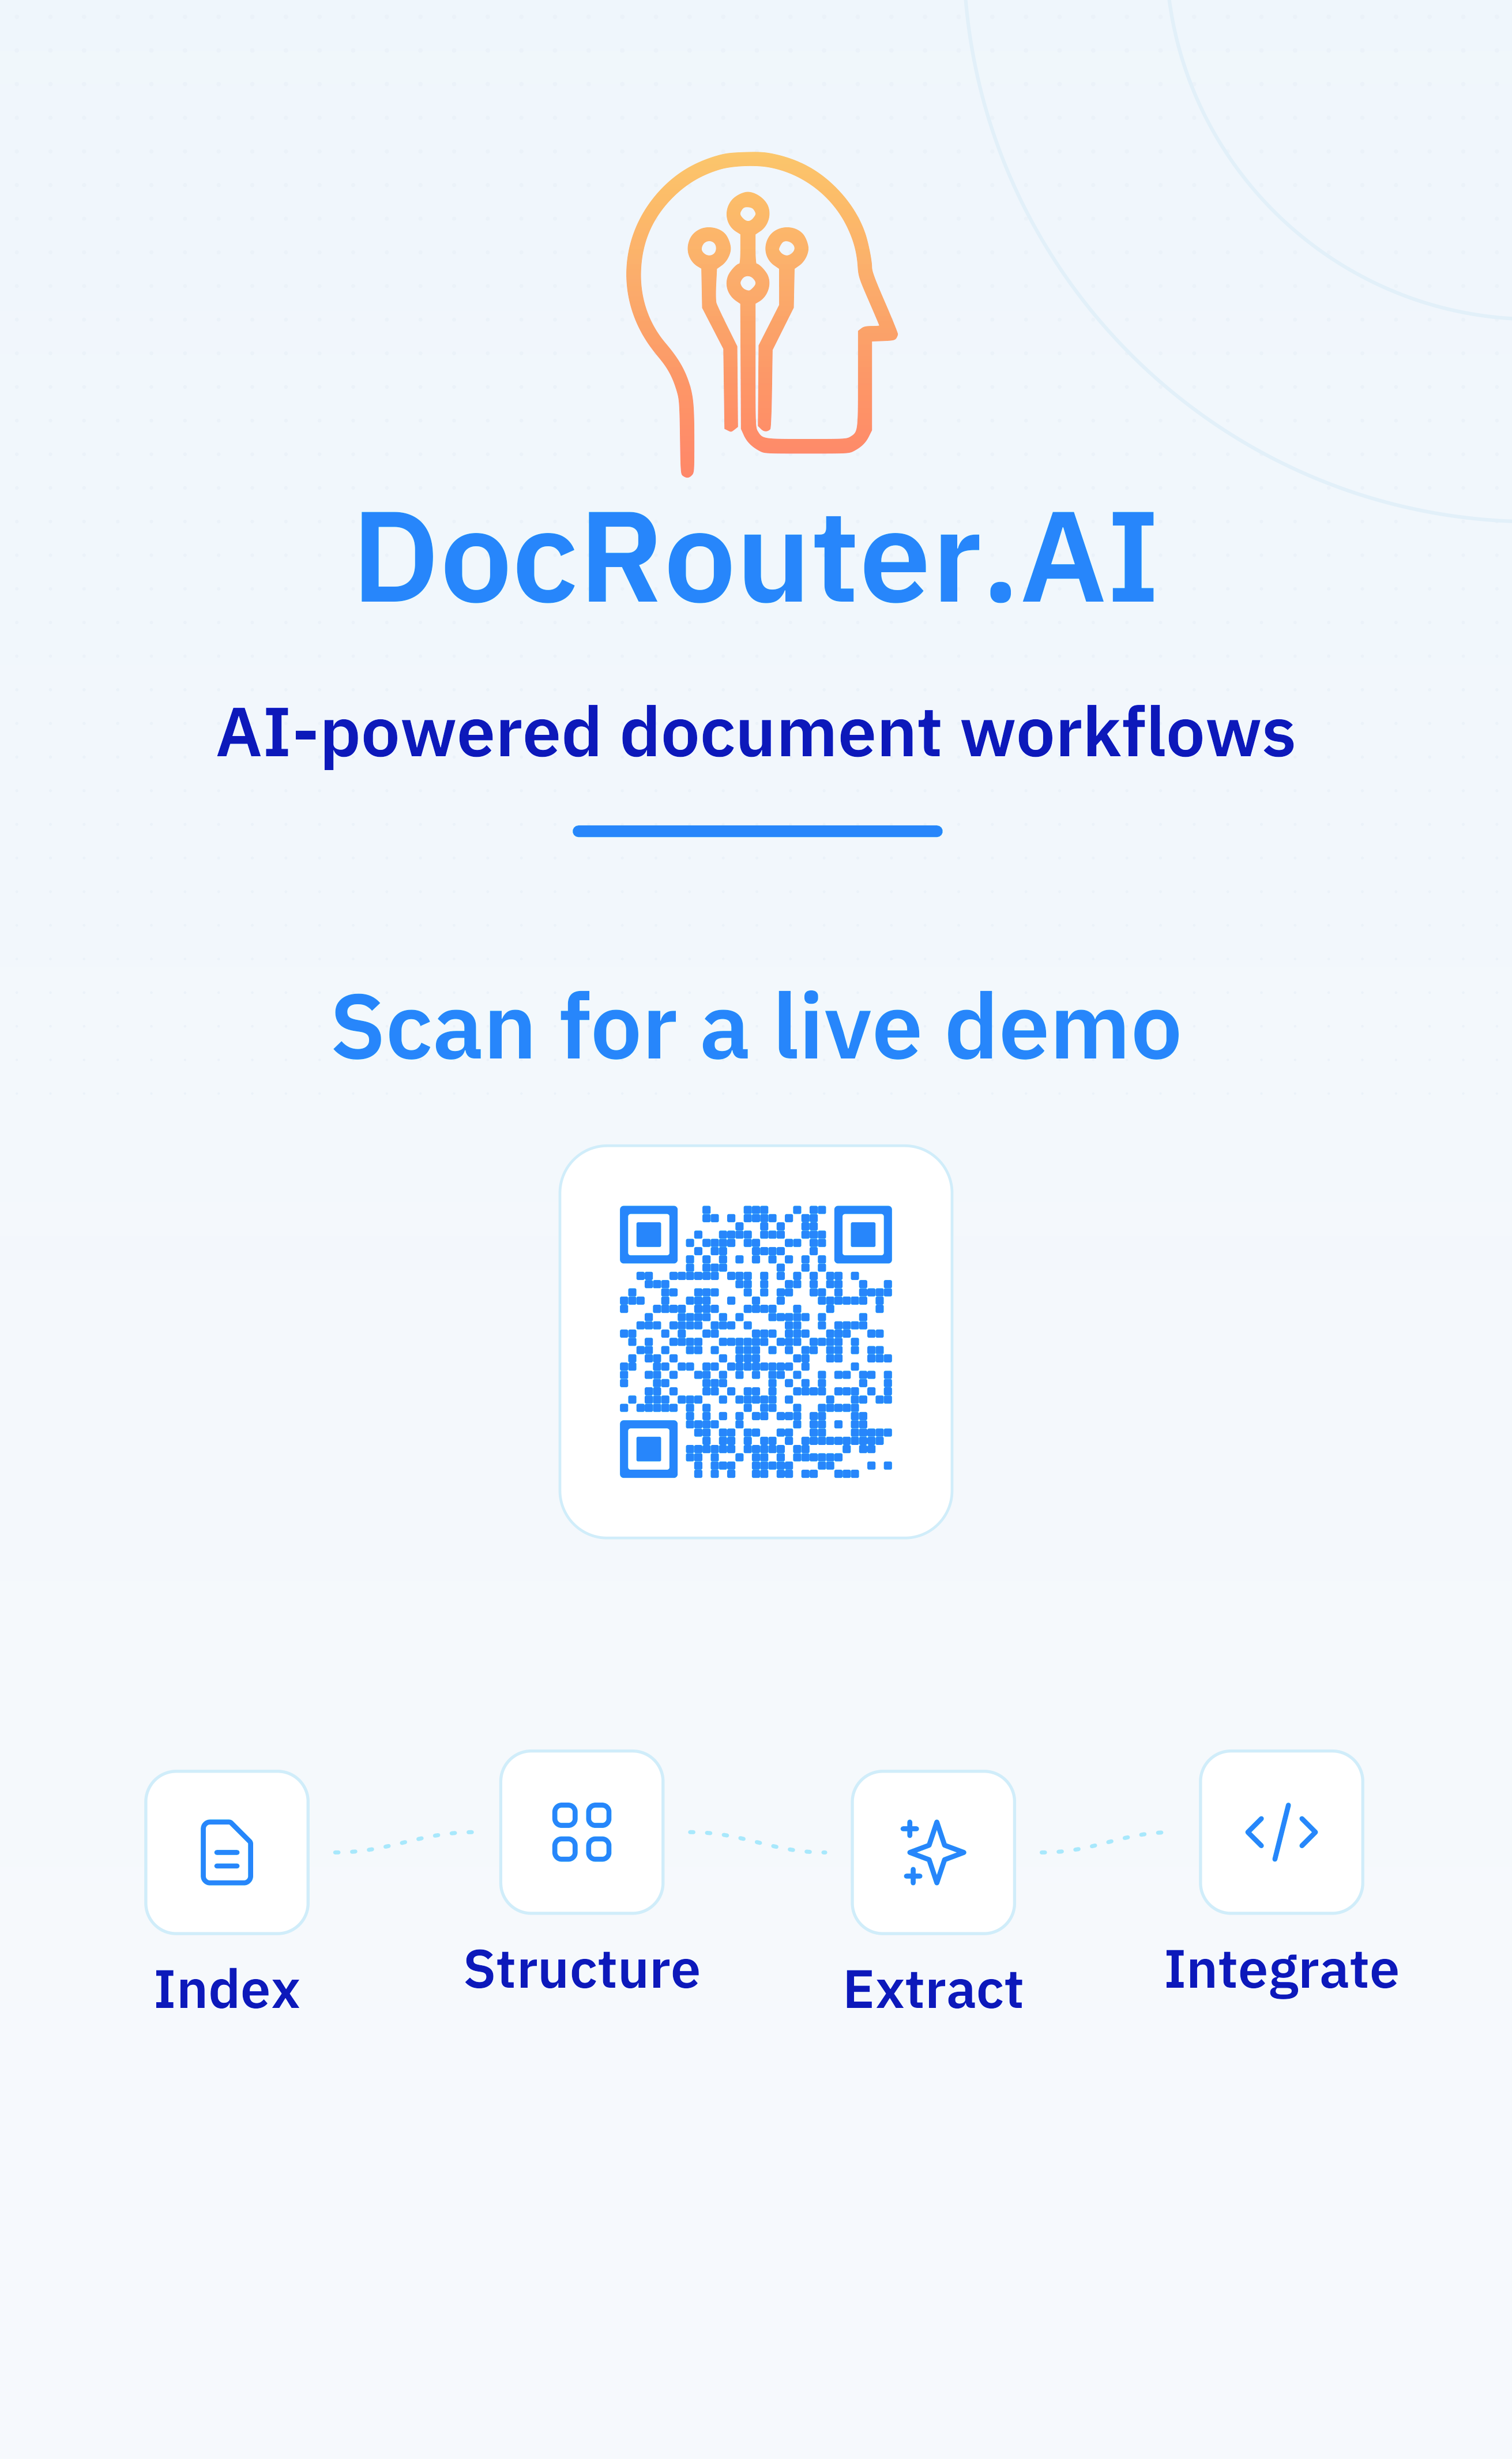 DocRouter.AI
AI-powered document workflows
Scan for a live demo
Index
Structure
Extract
Integrate